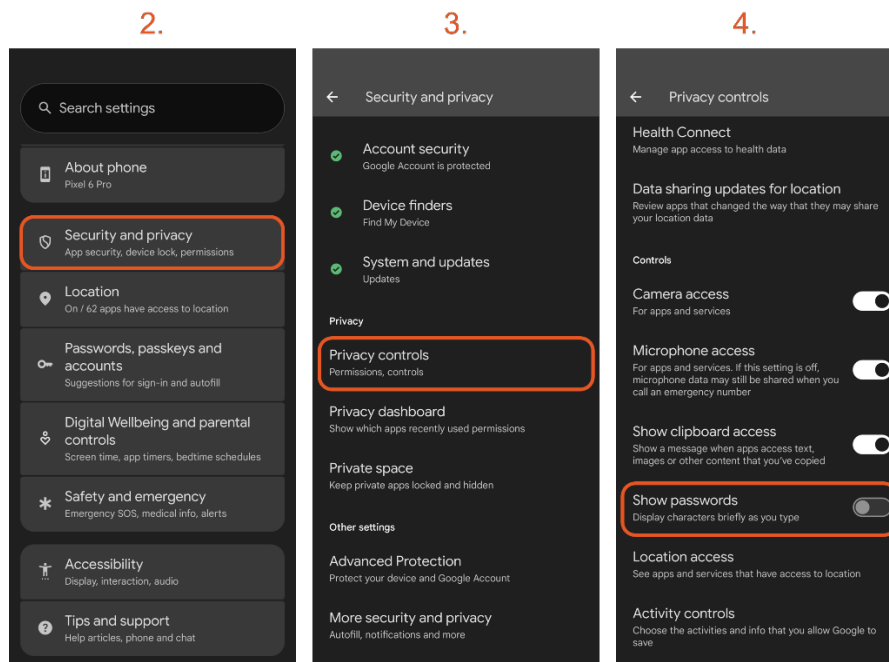 2.
3.
4.
Search settings
About phone
Pixel 6 Pro
Security and privacy
App security, device lock, permissions
Location
On / 62 apps have access to location
Passwords, passkeys and
accounts
Suggestions for sign-in and autofill
Digital Wellbeing and parental
controls
Screen time, app timers, bedtime schedules
Safety and emergency
Emergency SOS, medical info, alerts
Accessibility
Display, interaction, audio
Tips and support
Help articles, phone and chat
Security and privacy
Account security
Google Account is protected
Device finders
Find My Device
System and updates
Updates
Privacy
Privacy controls
Permissions, controls
Privacy dashboard
Show which apps recently used permissions
Private space
Keep private apps locked and hidden
Other settings
Advanced Protection
Protect your device and Google Account
More security and privacy
Autofill, notifications and more
Privacy controls
Health Connect
Manage app access to health data
Data sharing updates for location
Review apps that changed the way that they may share
your location data
Controls
Camera access
For apps and services
Microphone access
For apps and services. If this setting is off,
microphone data may still be shared when you
call an emergency number
Show clipboard access
Show a message when apps access text,
images or other content that you've copied
Show passwords
Display characters briefly as you type
Location access
See apps and services that have access to location
Activity controls
Choose the activities and info that you allow Google to
save